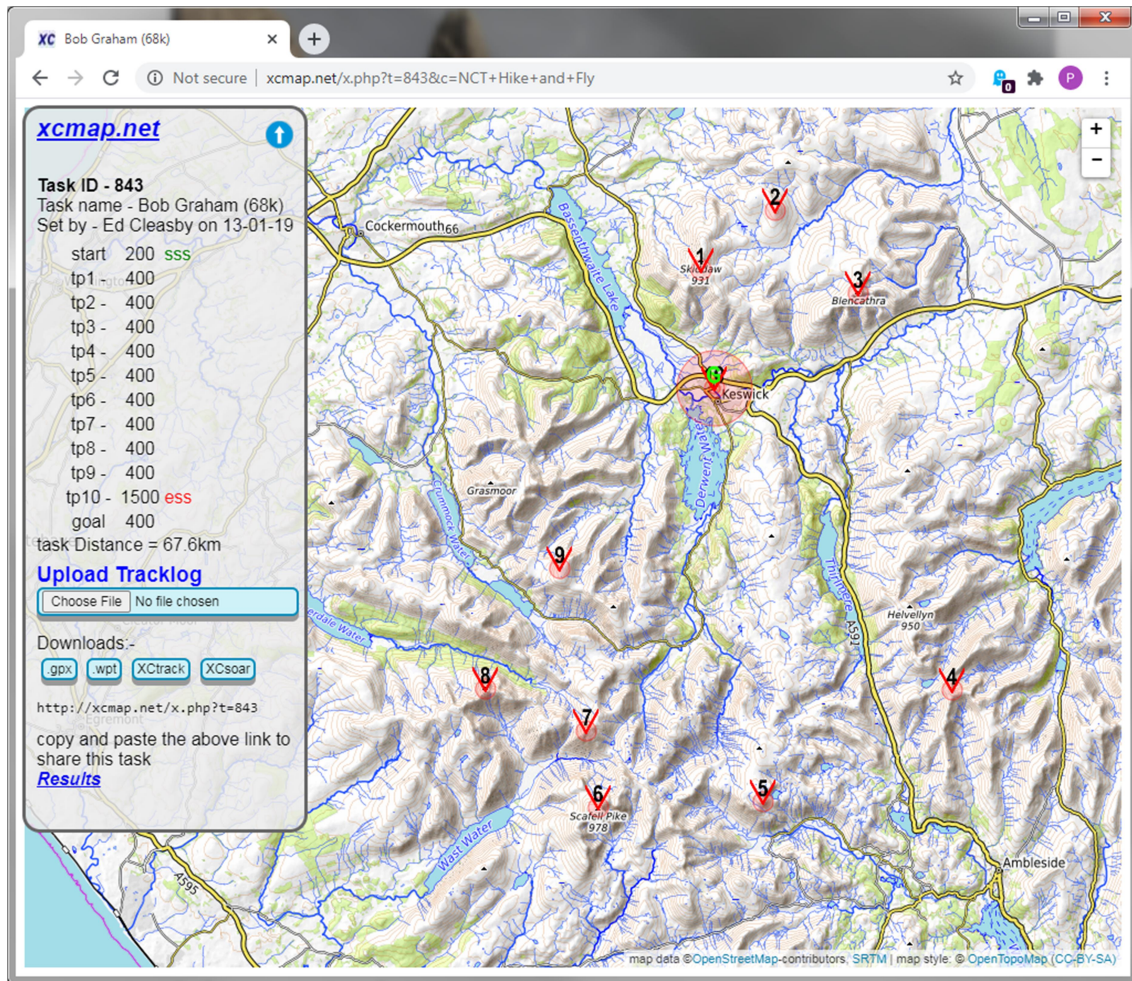 Bob Graham (68k)
Not secure | xcmap.net/x.php?t=843&c=NCT+Hike+and+Fly
0
P
xcmap.net
Task ID - 843
Task name - Bob Graham (68k)
Set by - Ed Cleasby on 13-01-19
start 200 sss
tp1 - 400
tp2 - 400
tp3 - 400
tp4 - 400
tp5 - 400
tp6 - 400
tp7 - 400
tp8 - 400
tp9 - 400
tp10 - 1500 ess
goal 400
task Distance = 67.6km
Upload Tracklog
Choose File No file chosen
Downloads:-
.gpx .wpt XCtrack XCsoar
http://xcmap.net/x.php?t=843
Egremont
copy and paste the above link to
share this task
Results
+
−
2
Cockermouth
66
Bassenthwaite Lake
1
Skiddaw
931
3
Blencathra
Keswick
Derwent Water
Grasmoor
Crummock Water
9
Thirlmere
A591
Helvellyn
950
erdale Water
8
4
7
5
6
Scafell Pike
978
Wast Water
Ambleside
A595
map data ©OpenStreetMap-contributors, SRTM | map style: © OpenTopoMap (CC-BY-SA)